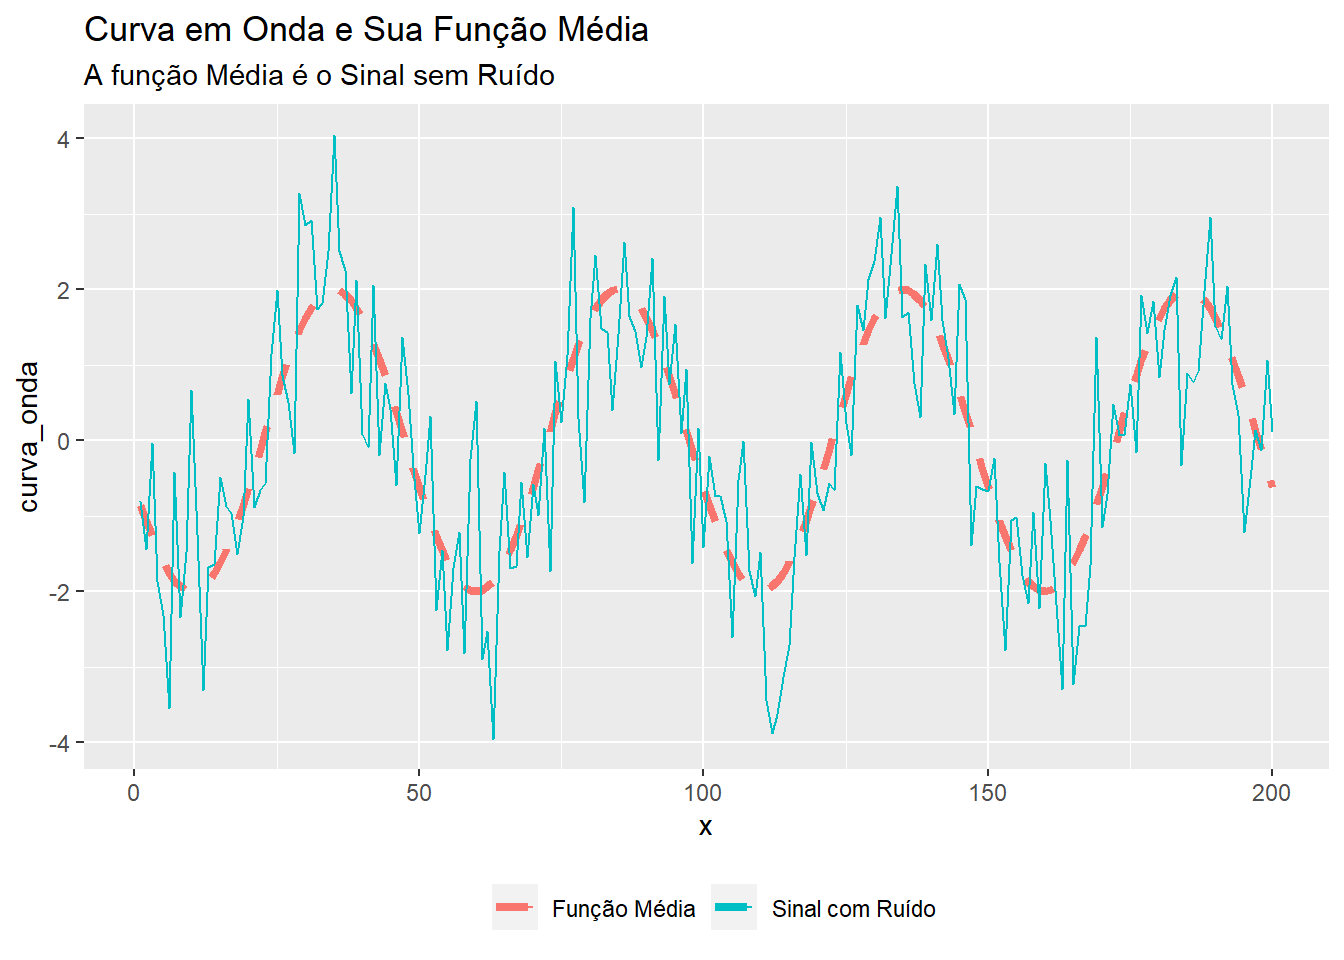 Curva em Onda e Sua Função Média
A função Média é o Sinal sem Ruído
4
2
0
-2
-4
curva_onda
0 50 100 150 200
x
Função Média Sinal com Ruído